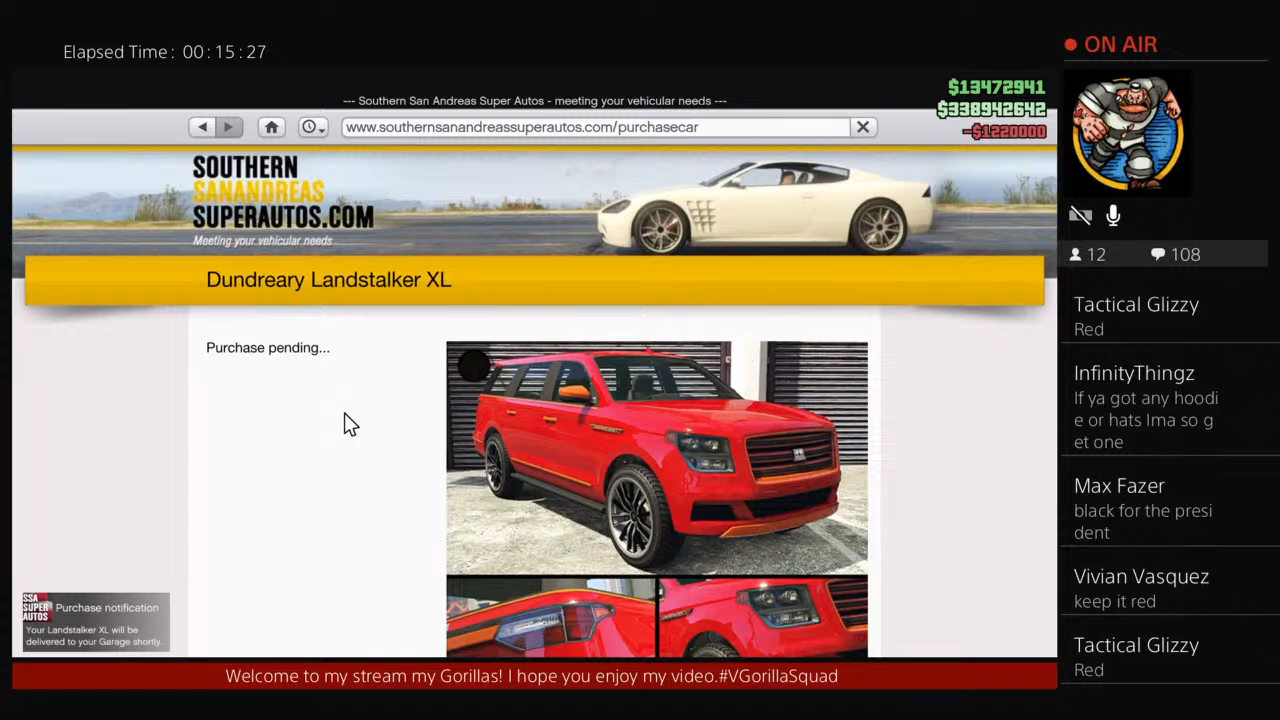 Elapsed Time: 00:15:27
ON AIR
--- Southern San Andreas Super Autos - meeting your vehicular needs ---
$13472941
$338942642
-$1220000
www.southernsanandreassuperautos.com/purchasecar
SOUTHERN
SANANDREAS
SUPERAUTOS.COM
Meeting your vehicular needs
12
108
Dundreary Landstalker XL
Purchase pending...
Tactical Glizzy
Red
InfinityThingz
If ya got any hoodi
e or hats lma so g
et one
Max Fazer
black for the presi
dent
Vivian Vasquez
keep it red
Tactical Glizzy
Red
SSA
SUPER
AUTOS
Purchase notification
Your Landstalker XL will be
delivered to your Garage shortly.
Welcome to my stream my Gorillas! I hope you enjoy my video.#VGorillaSquad